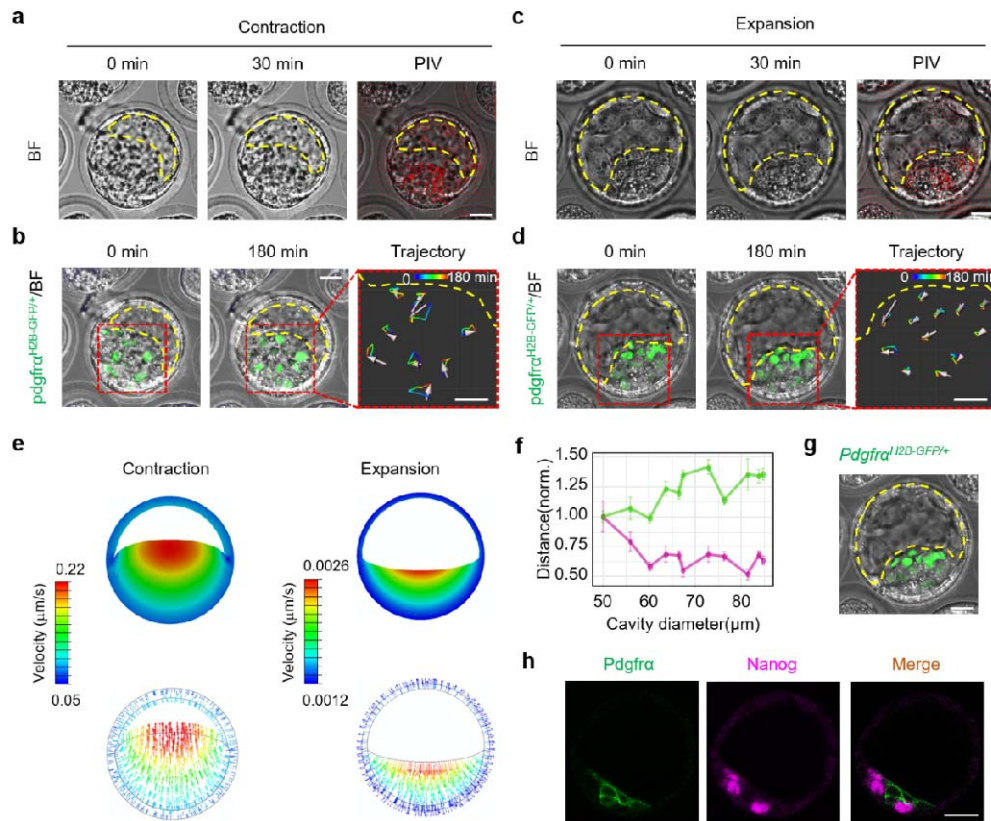 a
Contraction
0 min
30 min
PIV
BF
b
0 min
180 min
Trajectory
pdgfrα^H2B-GFP/+/BF
0
180 min
c
Expansion
0 min
30 min
PIV
BF
d
0 min
180 min
Trajectory
pdgfrα^H2B-GFP/+/BF
0
180 min
e
Contraction
Expansion
0.22
Velocity (μm/s)
0.05
0.0026
Velocity (μm/s)
0.0012
f
1.50
1.25
1.00
0.75
0.50
Distance(norm.)
50
60
70
80
Cavity diameter(μm)
g
Pdgfrα^H2B-GFP/+
h
Pdgfrα
Nanog
Merge